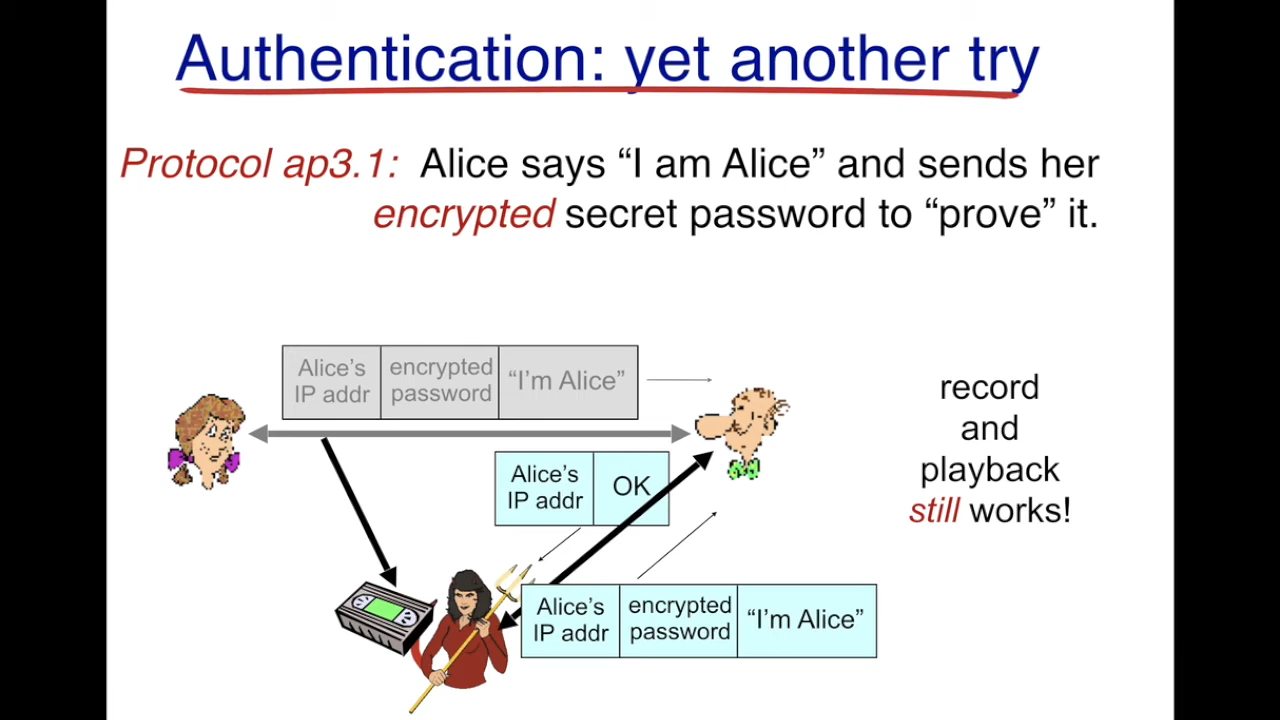 Authentication: yet another try
Protocol ap3.1: Alice says “I am Alice” and sends her
encrypted secret password to “prove” it.
Alice’s
IP addr
encrypted
password
“I’m Alice”
record
and
playback
still works!
Alice’s
IP addr
OK
Alice’s
IP addr
encrypted
password
“I’m Alice”